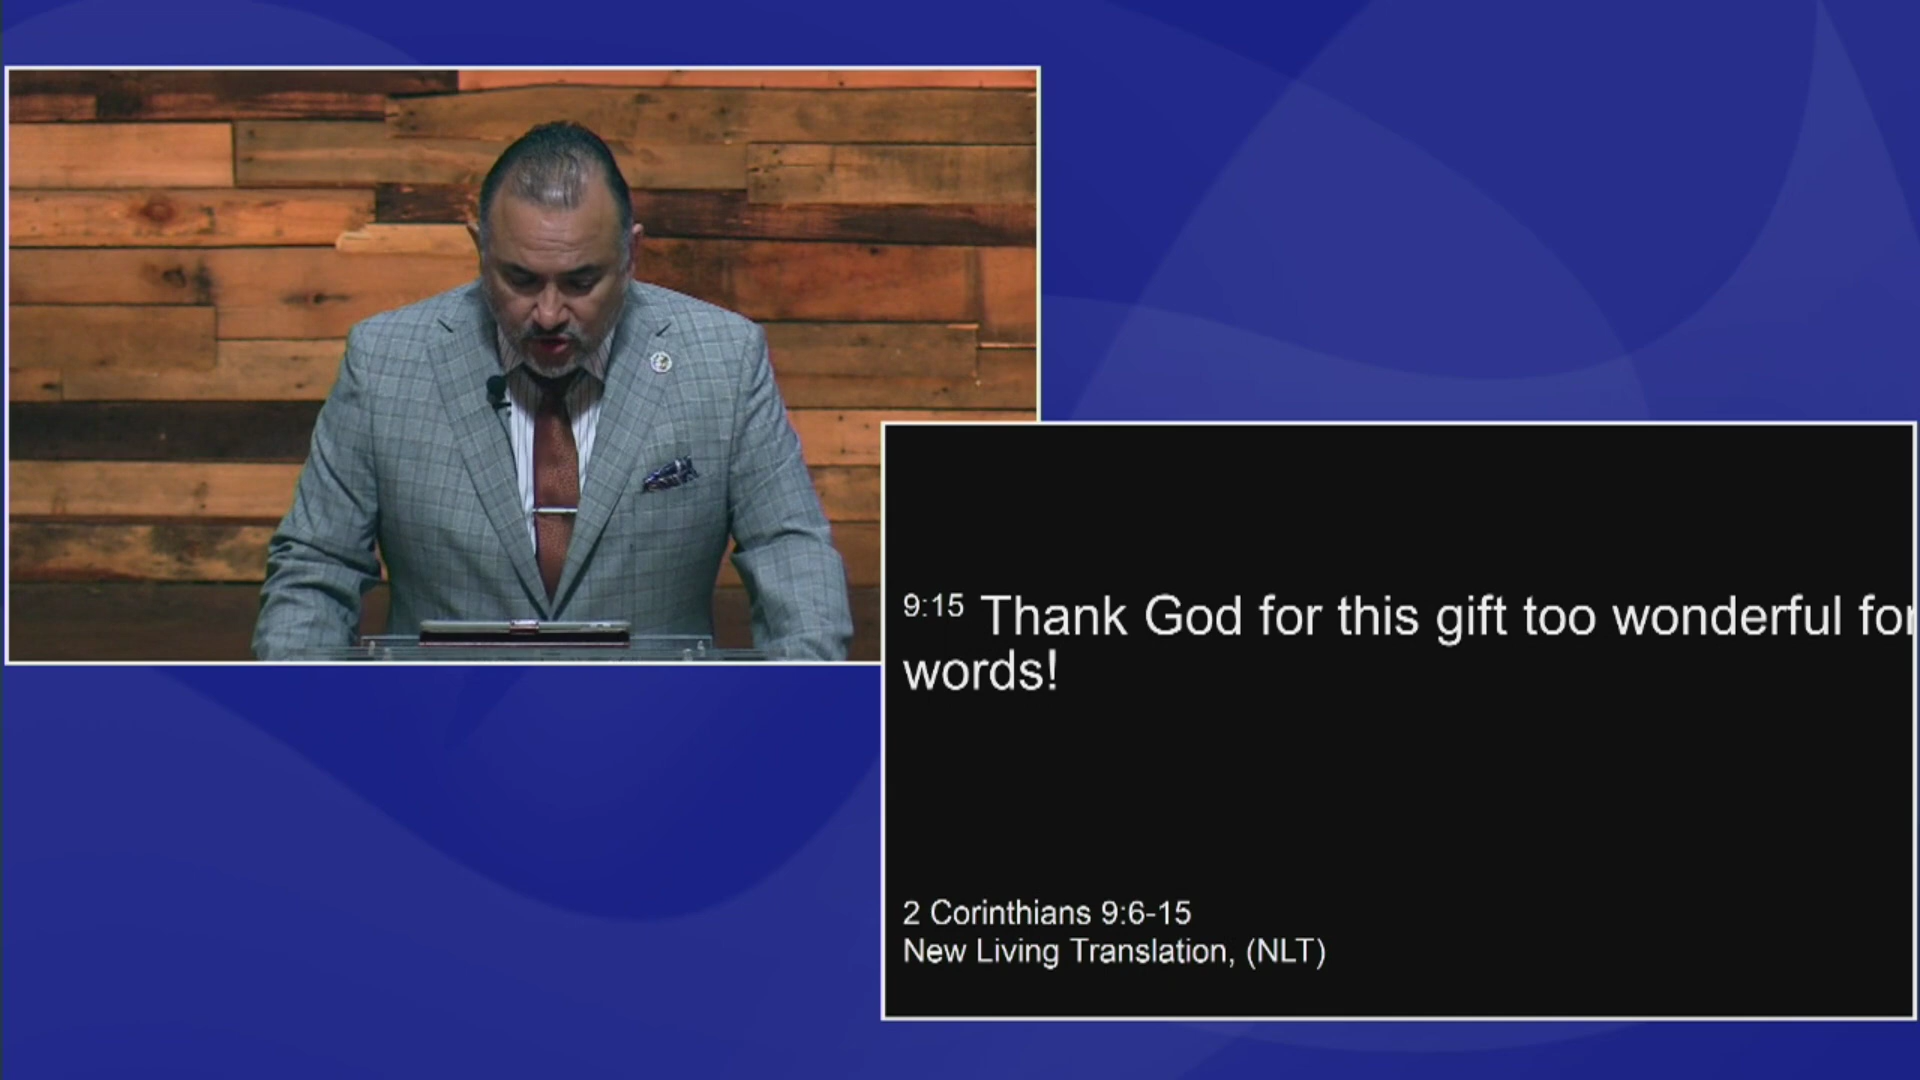 9:15 Thank God for this gift too wonderful for
words!
2 Corinthians 9:6-15
New Living Translation, (NLT)